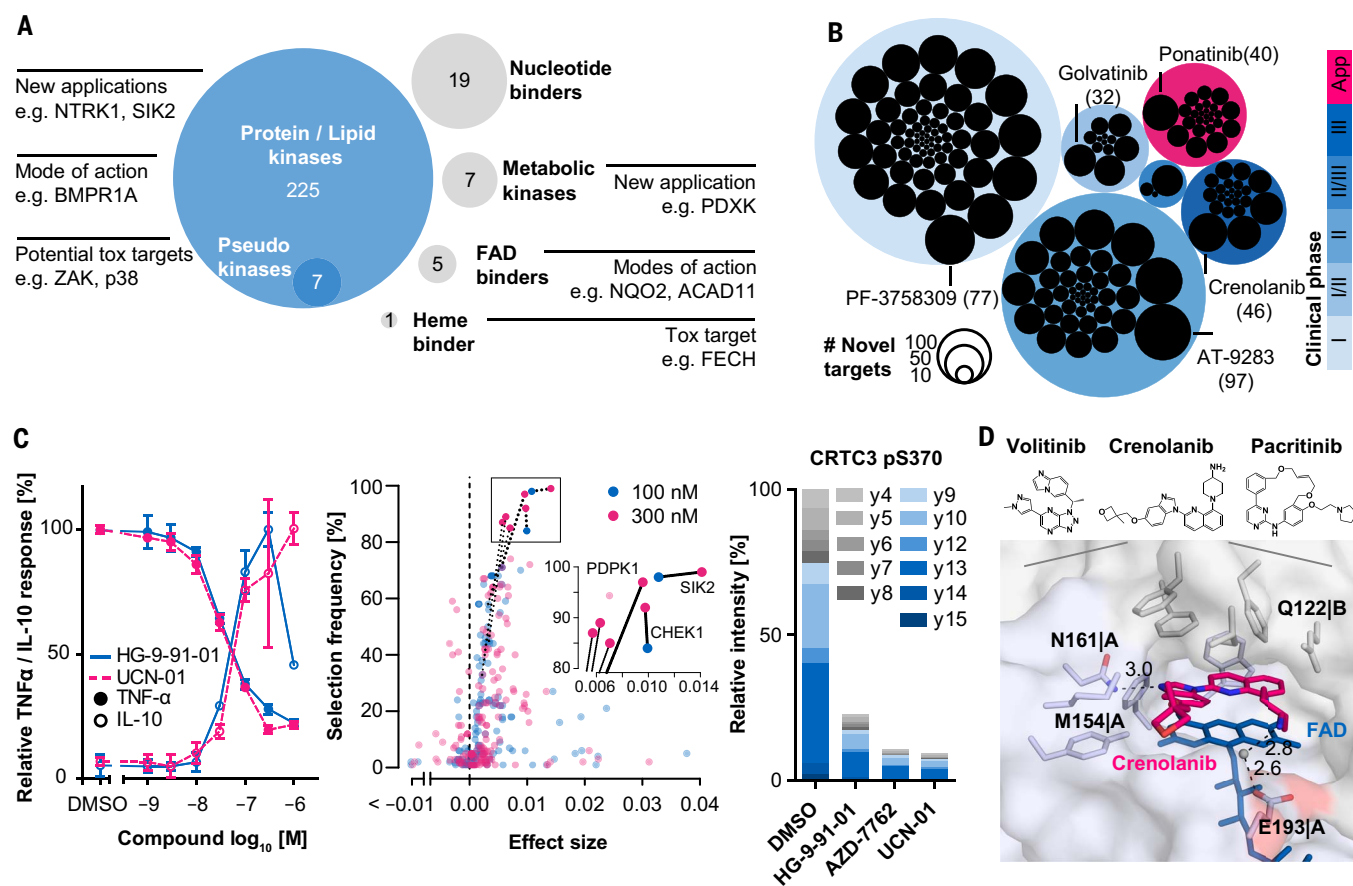 A
New applications
e.g. NTRK1, SIK2
Mode of action
e.g. BMPR1A
Potential tox targets
e.g. ZAK, p38
Protein / Lipid
kinases
225
Pseudo
kinases
7
19
Nucleotide
binders
7
Metabolic
kinases
New application
e.g. PDXK
5
FAD
binders
Modes of action
e.g. NQO2, ACAD11
1
Heme
binder
Tox target
e.g. FECH
B
Golvatinib
(32)
Ponatinib(40)
PF-3758309 (77)
Crenolanib
(46)
AT-9283
(97)
# Novel
targets
100
50
10
Clinical phase
App
III
II/III
II
I/II
I
C
Relative TNFα / IL-10 response [%]
100
50
0
HG-9-91-01
UCN-01
TNF-α
IL-10
DMSO
-9
-8
-7
-6
Compound log10 [M]
Selection frequency [%]
100
80
60
40
20
0
100 nM
300 nM
PDPK1
SIK2
CHEK1
100
90
80
0.006
0.010
0.014
< −0.01
0.00
0.01
0.02
0.03
0.04
Effect size
CRTC3 pS370
Relative intensity [%]
100
50
0
y4
y5
y6
y7
y8
y9
y10
y12
y13
y14
y15
DMSO
HG-9-91-01
AZD-7762
UCN-01
D
Volitinib
Crenolanib
Pacritinib
N
N
N
N
N
N
N
N
N
NH2
N
N
N
N
O
O
O
O
O
N
N
N
N
H
Q122|B
N161|A
3.0
M154|A
FAD
Crenolanib
2.8
2.6
E193|A